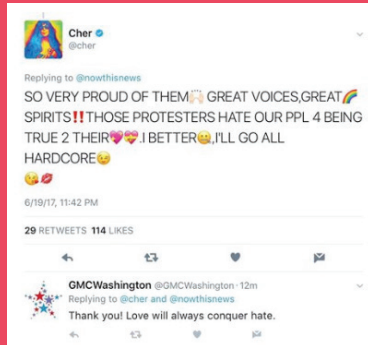 Cher
@cher
Replying to @nowthisnews
SO VERY PROUD OF THEM🙌🏻 GREAT VOICES,GREAT🌈
SPIRITS‼️THOSE PROTESTERS HATE OUR PPL 4 BEING
TRUE 2 THEIR💖💝.I BETTER🤐,I'LL GO ALL
HARDCORE😉
😘💋
6/19/17, 11:42 PM
29 RETWEETS 114 LIKES
GMCWashington @GMCWashington · 12m
Replying to @cher and @nowthisnews
Thank you! Love will always conquer hate.